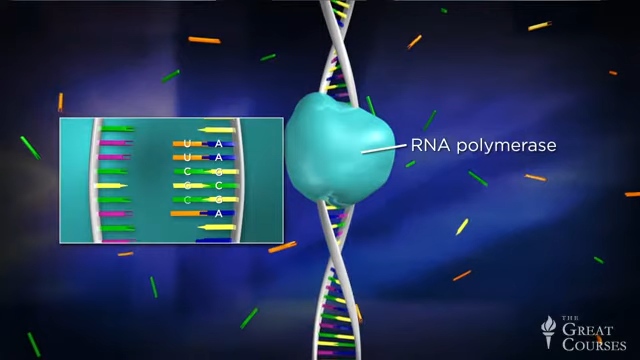 RNA polymerase
U A
U A
C G
G C
C G
A
THE
GREAT
COURSES